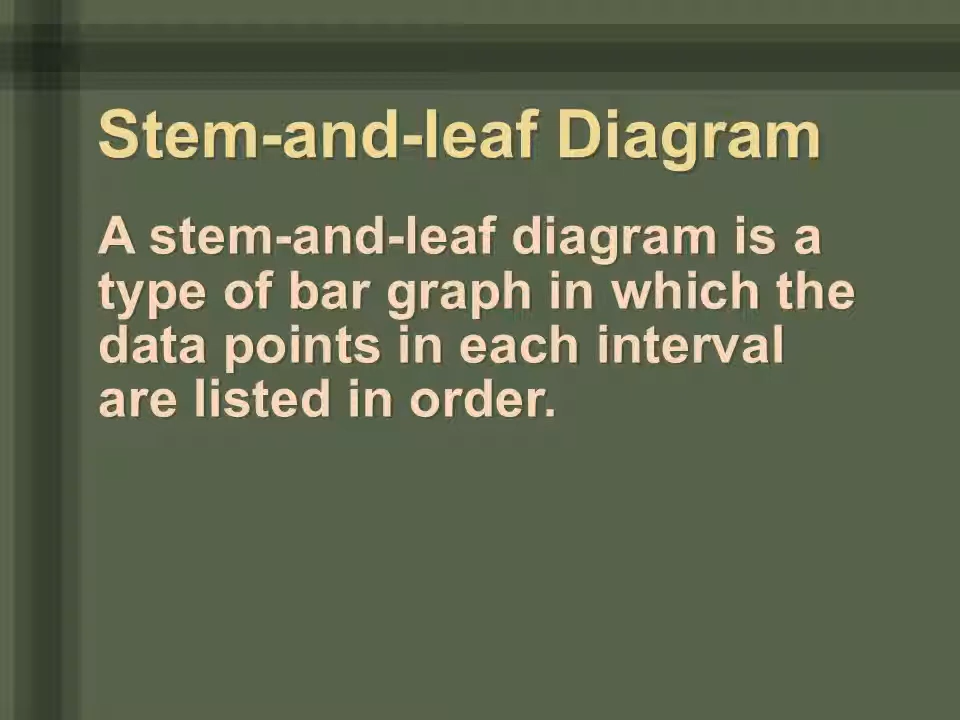 Stem-and-leaf Diagram
A stem-and-leaf diagram is a
type of bar graph in which the
data points in each interval
are listed in order.